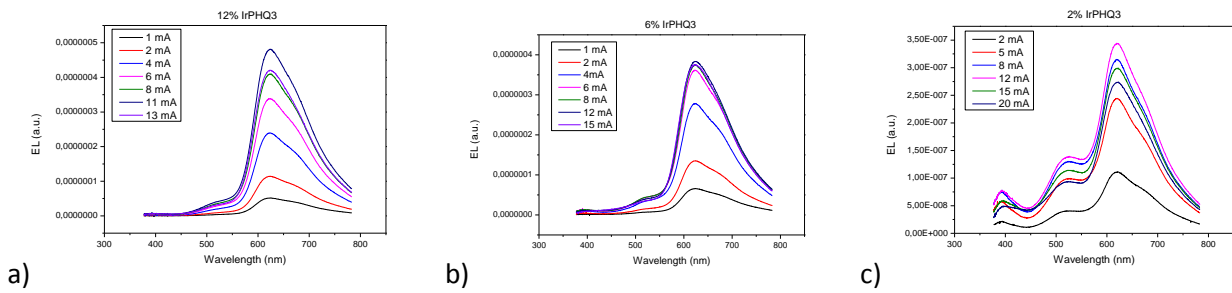 12% IrPHQ3
1 mA
2 mA
4 mA
6 mA
8 mA
11 mA
13 mA
0,0000005
0,0000004
0,0000003
0,0000002
0,0000001
0,0000000
EL (a.u.)
300 400 500 600 700 800
Wavelength (nm)
a)
6% IrPHQ3
1 mA
2 mA
4mA
6 mA
8 mA
12 mA
15 mA
0,0000004
0,0000003
0,0000002
0,0000001
0,0000000
EL (a.u.)
300 400 500 600 700 800
Wavelength (nm)
b)
2% IrPHQ3
2 mA
5 mA
8 mA
12 mA
15 mA
20 mA
3,50E-007
3,00E-007
2,50E-007
2,00E-007
1,50E-007
1,00E-007
5,00E-008
0,00E+000
EL (a.u.)
300 400 500 600 700 800
Wavelength (nm)
c)